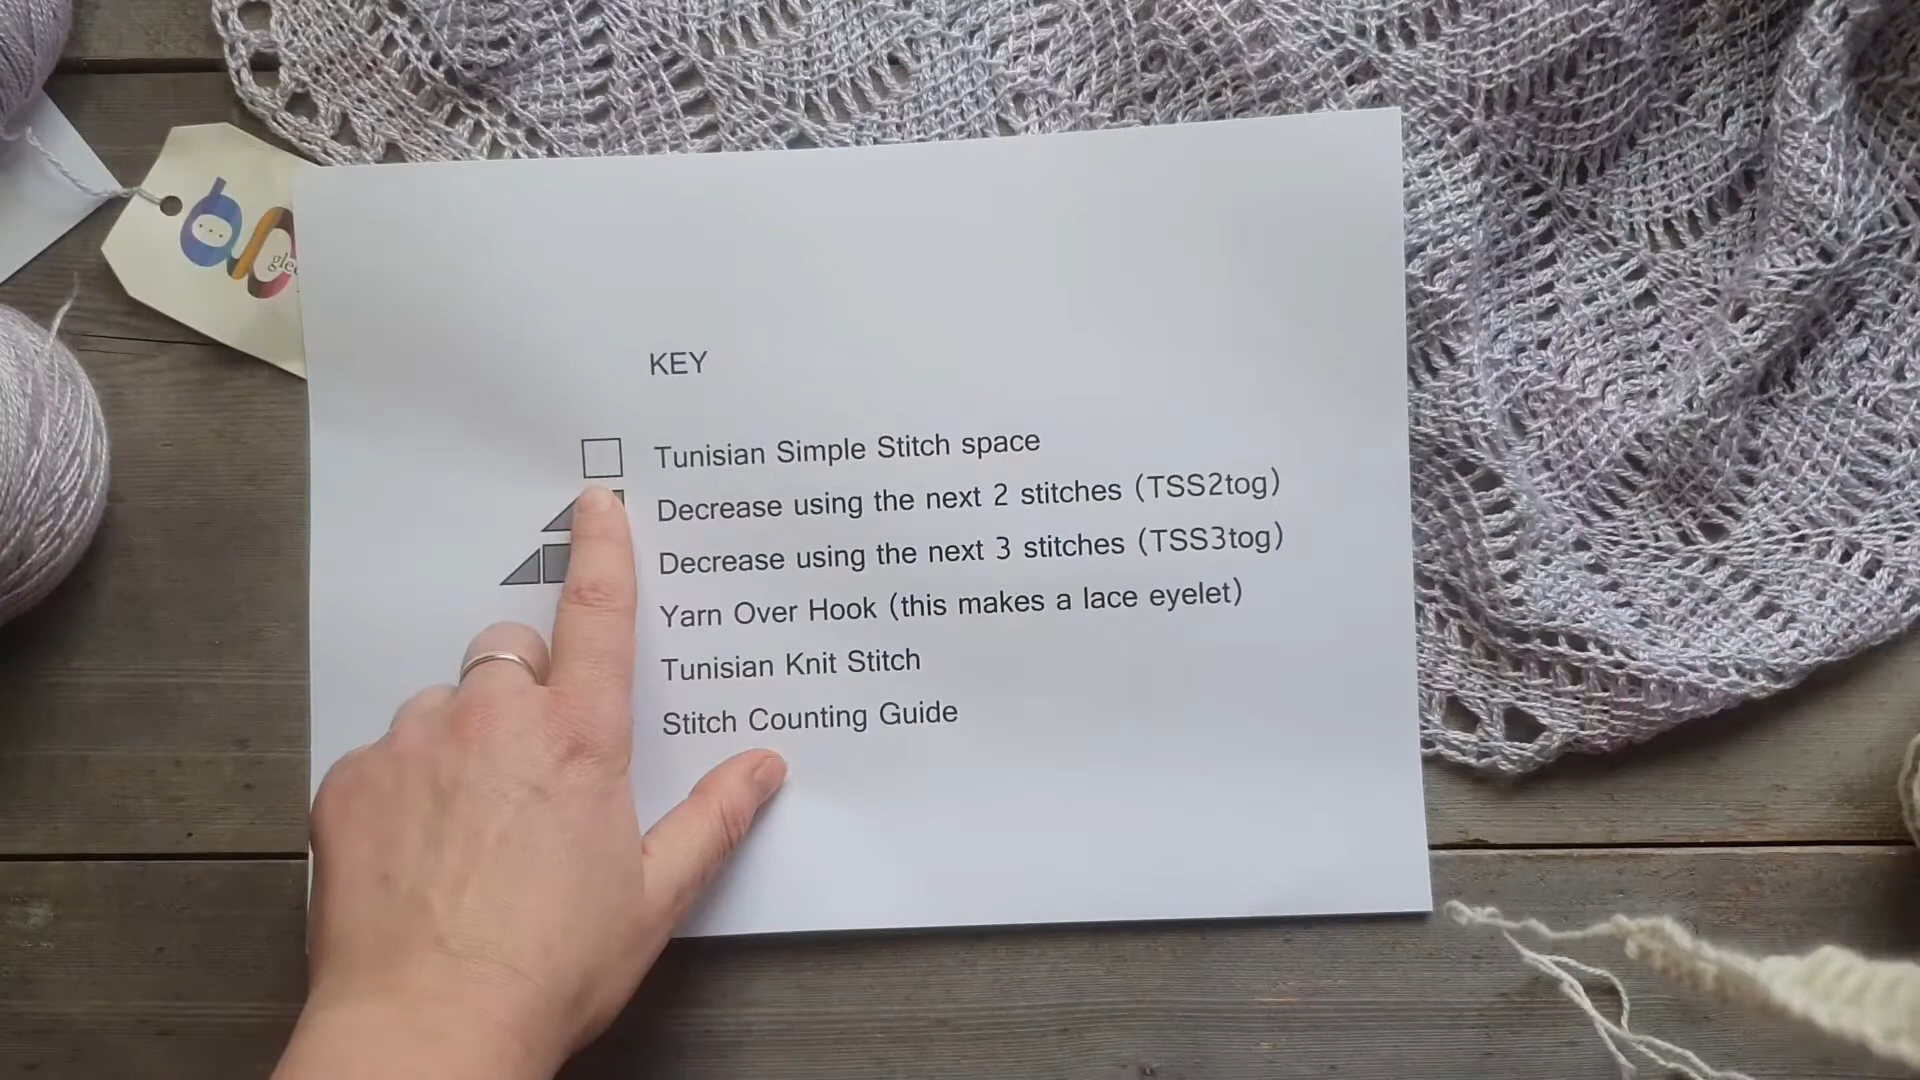 KEY
Tunisian Simple Stitch space
Decrease using the next 2 stitches (TSS2tog)
Decrease using the next 3 stitches (TSS3tog)
Yarn Over Hook (this makes a lace eyelet)
Tunisian Knit Stitch
Stitch Counting Guide